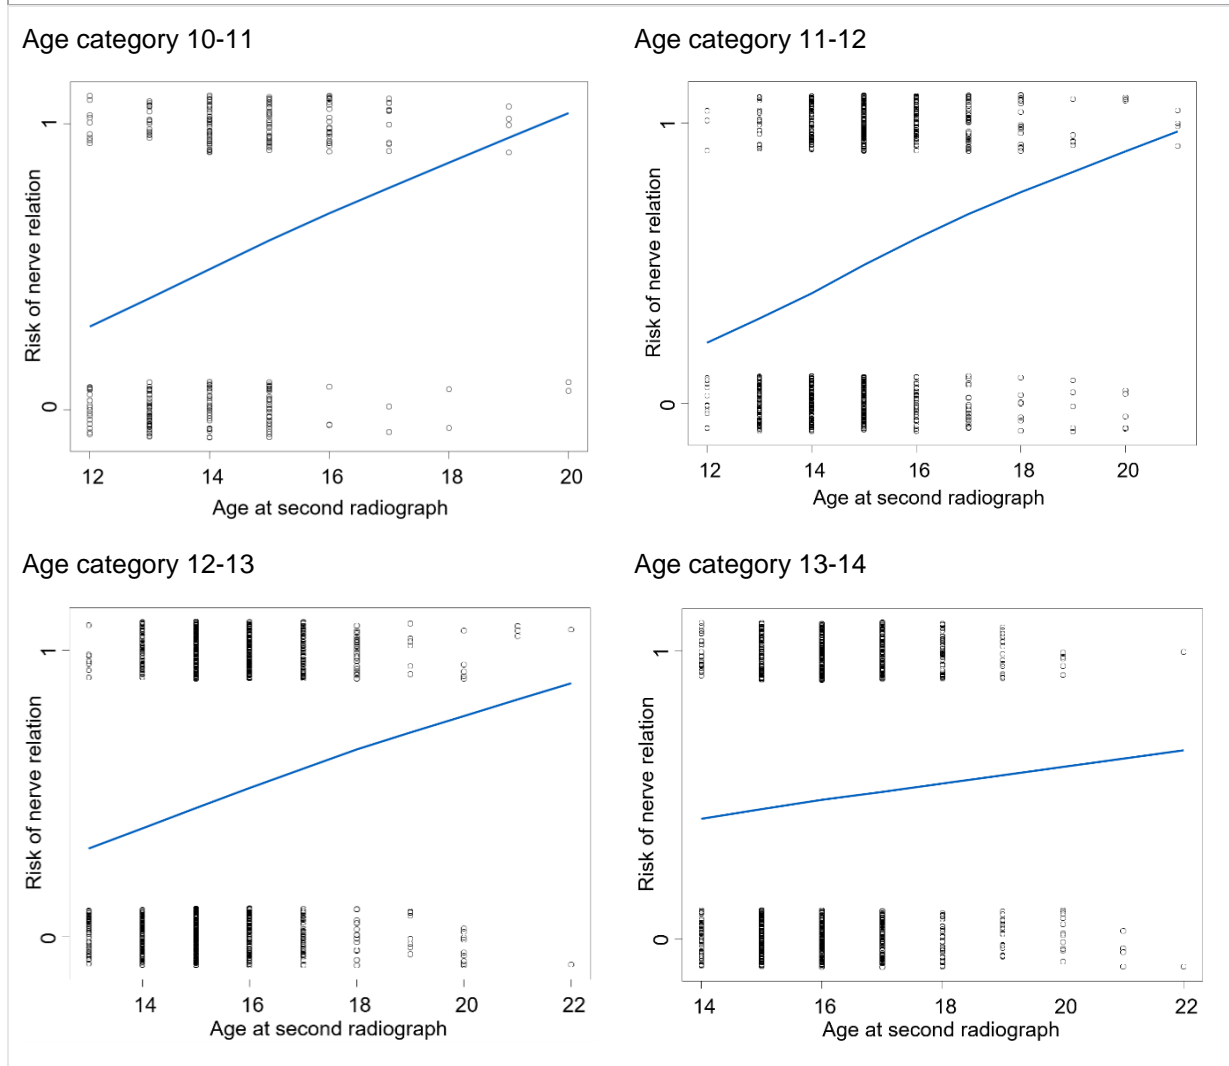 Age category 10-11
Risk of nerve relation
1
0
12 14 16 18 20
Age at second radiograph
Age category 11-12
Risk of nerve relation
1
0
12 14 16 18 20
Age at second radiograph
Age category 12-13
Risk of nerve relation
1
0
14 16 18 20 22
Age at second radiograph
Age category 13-14
Risk of nerve relation
1
0
14 16 18 20 22
Age at second radiograph